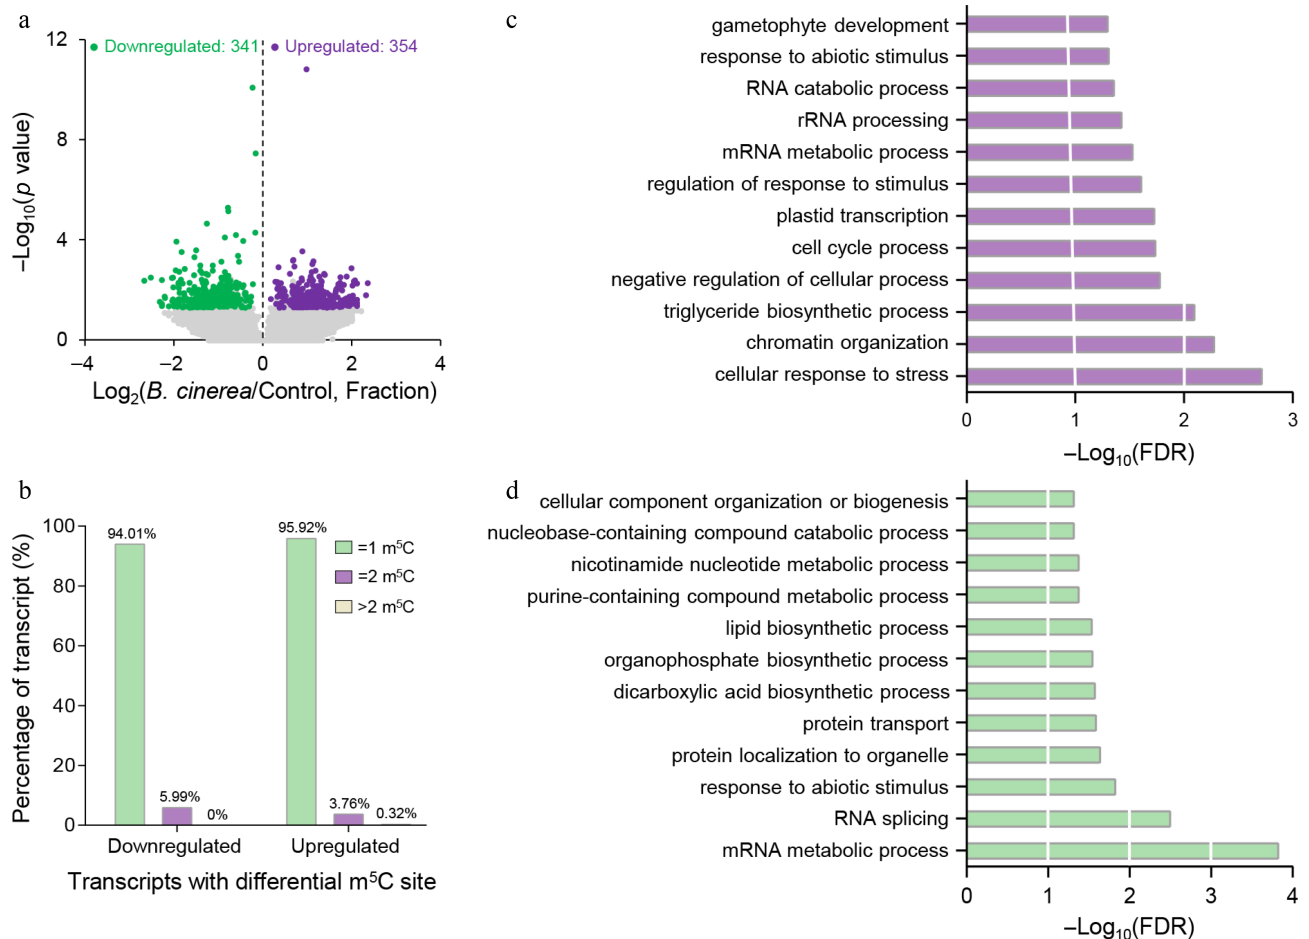 a
12
8
4
0
−4
−2
0
2
4
−Log10(p value)
Downregulated: 341
Upregulated: 354
Log2(B. cinerea/Control, Fraction)
b
100
80
60
40
20
0
Percentage of transcript (%)
94.01%
5.99%
0%
95.92%
3.76%
0.32%
=1 m⁵C
=2 m⁵C
>2 m⁵C
Downregulated
Upregulated
Transcripts with differential m⁵C site
c
gametophyte development
response to abiotic stimulus
RNA catabolic process
rRNA processing
mRNA metabolic process
regulation of response to stimulus
plastid transcription
cell cycle process
negative regulation of cellular process
triglyceride biosynthetic process
chromatin organization
cellular response to stress
0
1
2
3
−Log10(FDR)
d
cellular component organization or biogenesis
nucleobase-containing compound catabolic process
nicotinamide nucleotide metabolic process
purine-containing compound metabolic process
lipid biosynthetic process
organophosphate biosynthetic process
dicarboxylic acid biosynthetic process
protein transport
protein localization to organelle
response to abiotic stimulus
RNA splicing
mRNA metabolic process
0
1
2
3
4
−Log10(FDR)